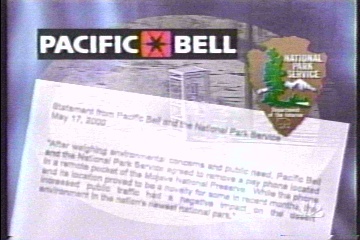 PACIFIC BELL
NATIONAL
PARK
SERVICE
Department
of the Interior
Statement from Pacific Bell and the National Park Service
May 17, 2000
"After weighing environmental concerns and public need, Pacific Bell
and the National Park Service agreed to remove a pay phone located
in a remote pocket of the Mojave National Preserve. While the phone
and its location proved to be a novelty for some in recent months, the
increased public traffic had a negative impact on the desert
environment in the nation's newest national park."